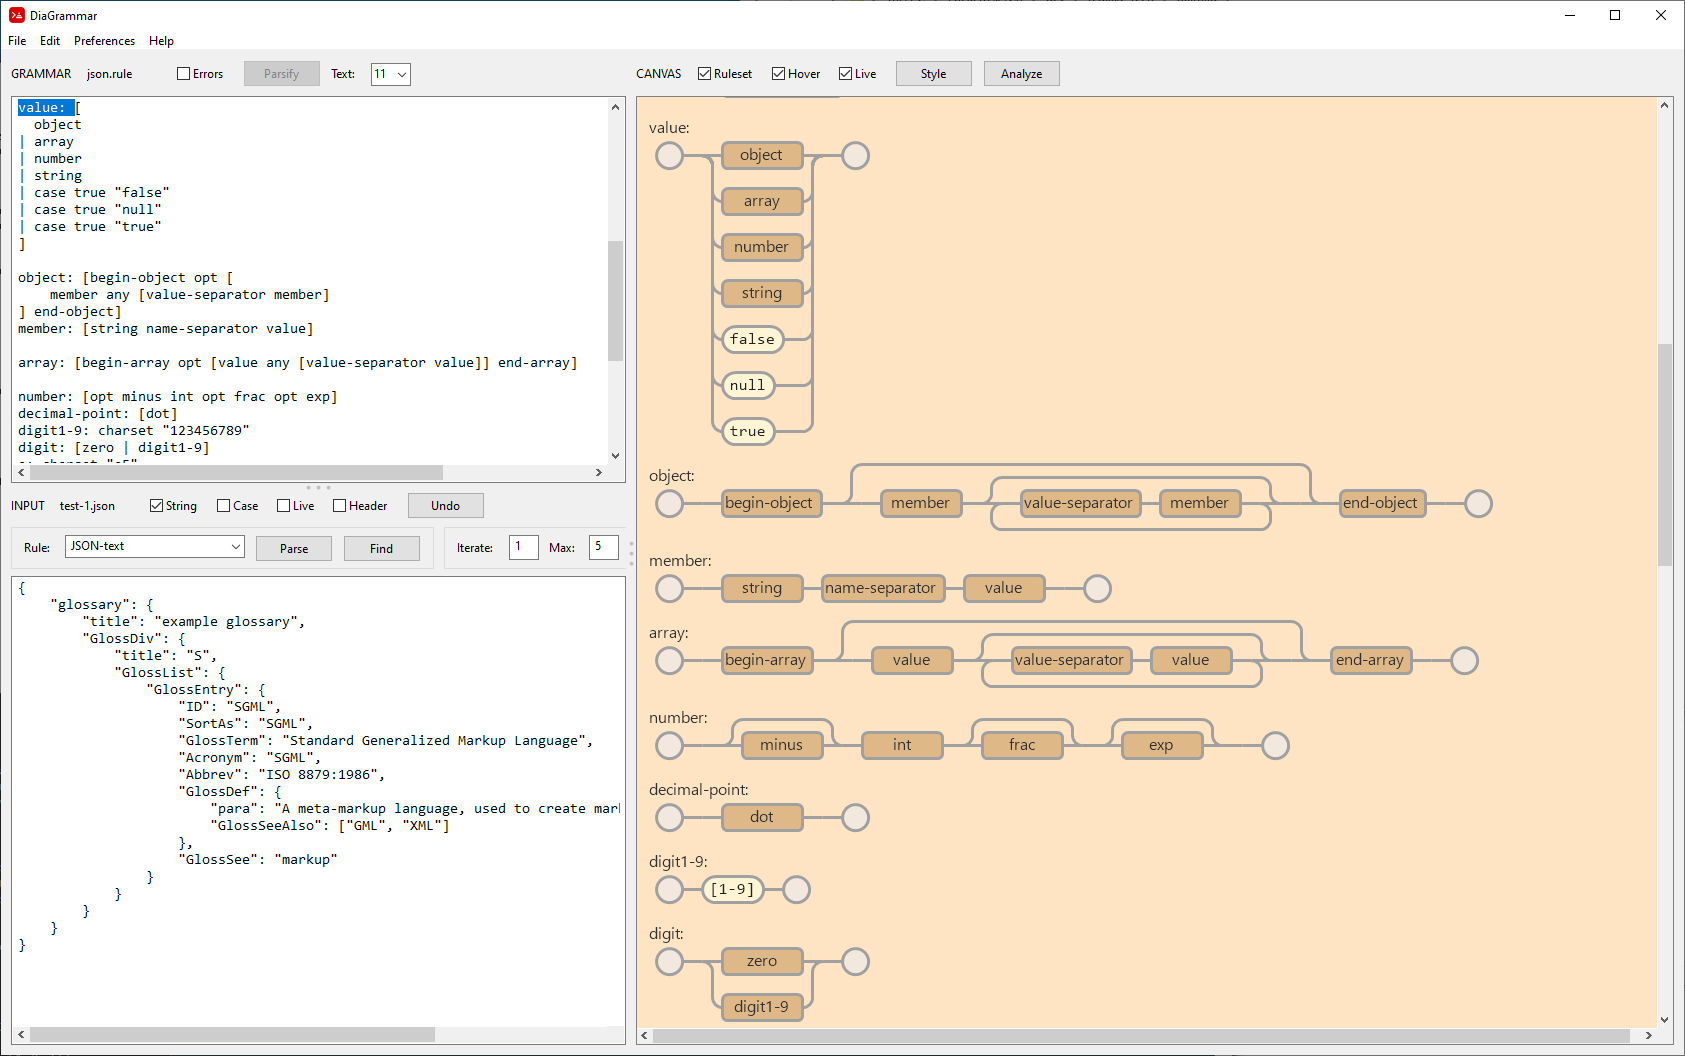 DiaGrammar
File Edit Preferences Help
GRAMMAR json.rule Errors Parsify Text: 11
value: [
object
| array
| number
| string
| case true "false"
| case true "null"
| case true "true"
]
object: [begin-object opt [
member any [value-separator member]
] end-object]
member: [string name-separator value]
array: [begin-array opt [value any [value-separator value]] end-array]
number: [opt minus int opt frac opt exp]
decimal-point: [dot]
digit1-9: charset "123456789"
digit: [zero | digit1-9]
INPUT test-1.json String Case Live Header Undo
Rule: JSON-text Parse Find Iterate: 1 Max: 5
{
"glossary": {
"title": "example glossary",
"GlossDiv": {
"title": "S",
"GlossList": {
"GlossEntry": {
"ID": "SGML",
"SortAs": "SGML",
"GlossTerm": "Standard Generalized Markup Language",
"Acronym": "SGML",
"Abbrev": "ISO 8879:1986",
"GlossDef": {
"para": "A meta-markup language, used to create mar
"GlossSeeAlso": ["GML", "XML"]
},
"GlossSee": "markup"
}
}
}
}
}
CANVAS Ruleset Hover Live Style Analyze
value:
object
array
number
string
false
null
true
object:
begin-object member value-separator member end-object
member:
string name-separator value
array:
begin-array value value-separator value end-array
number:
minus int frac exp
decimal-point:
dot
digit1-9:
[1-9]
digit:
zero
digit1-9